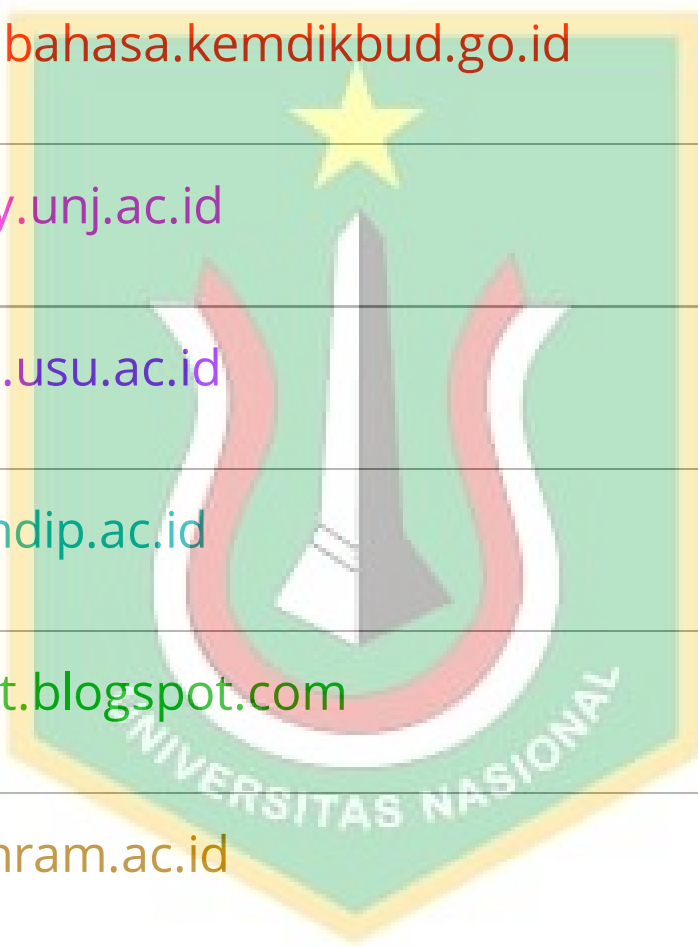 bahasa.kemdikbud.go.id
y.unj.ac.id
.usu.ac.id
ndip.ac.id
t.blogspot.com
UNIVERSITAS NASIONAL
nram.ac.id